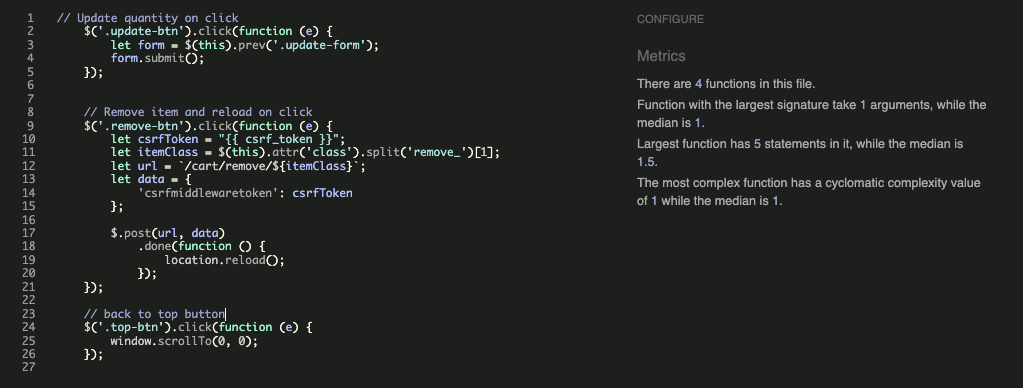 1 // Update quantity on click
2 $('.update-btn').click(function (e) {
3 let form = $(this).prev('.update-form');
4 form.submit();
5 });
6
7
8 // Remove item and reload on click
9 $('.remove-btn').click(function (e) {
10 let csrfToken = "{{ csrf_token }}";
11 let itemClass = $(this).attr('class').split('remove_')[1];
12 let url = `/cart/remove/${itemClass}`;
13 let data = {
14 'csrfmiddlewaretoken': csrfToken
15 };
16
17 $.post(url, data)
18 .done(function () {
19 location.reload();
20 });
21 });
22
23 // back to top button
24 $('.top-btn').click(function (e) {
25 window.scrollTo(0, 0);
26 });
27
CONFIGURE
Metrics
There are 4 functions in this file.
Function with the largest signature take 1 arguments, while the
median is 1.
Largest function has 5 statements in it, while the median is
1.5.
The most complex function has a cyclomatic complexity value
of 1 while the median is 1.